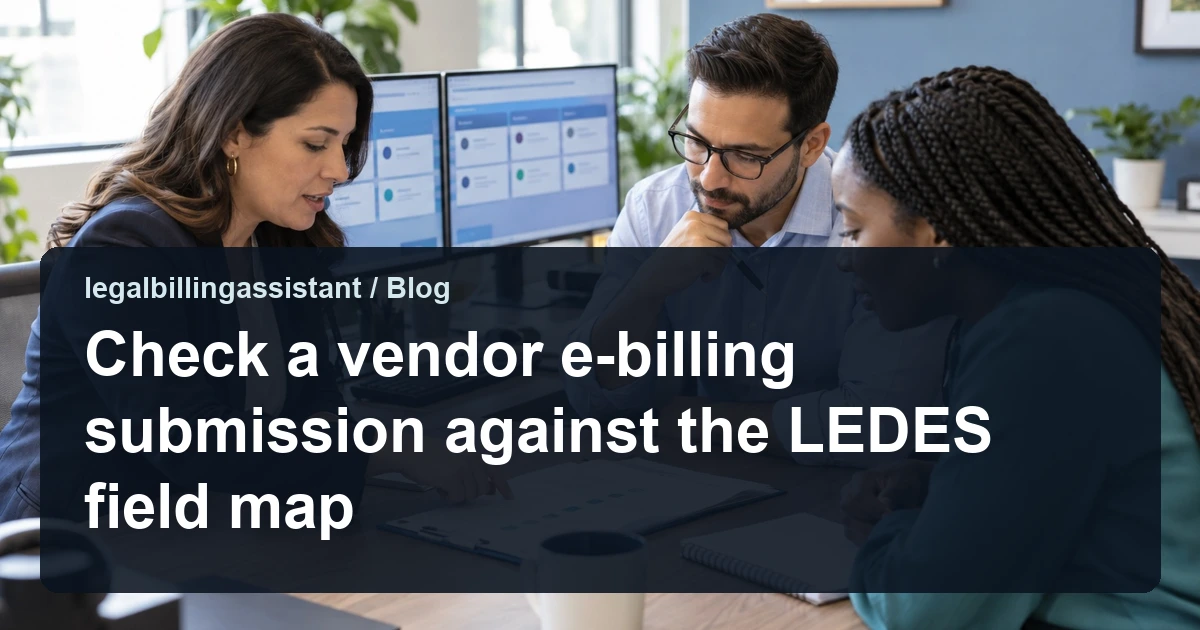 legalbillingassistant / Blog
Check a vendor e-billing
submission against the LEDES
field map